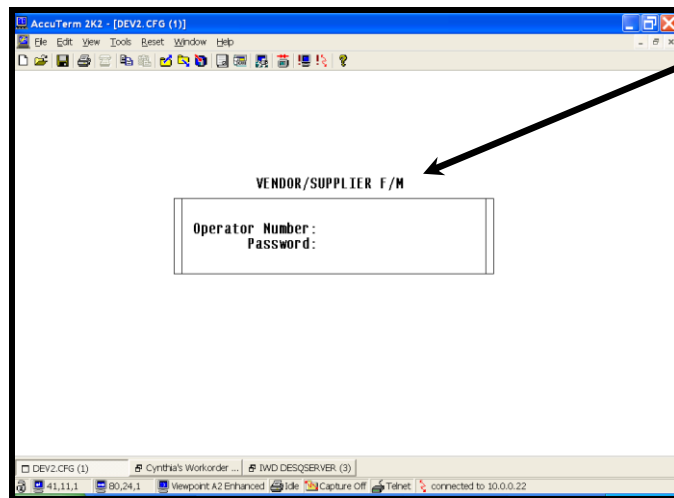 AccuTerm 2K2 - [DEV2.CFG (1)]
File Edit View Tools Reset Window Help
VENDOR/SUPPLIER F/M
Operator Number:
Password:
DEV2.CFG (1) Cynthia's Workorder ... IWD DESQSERVER (3)
41,11,1 80,24,1 Viewpoint A2 Enhanced Idle Capture Off Telnet connected to 10.0.0.22